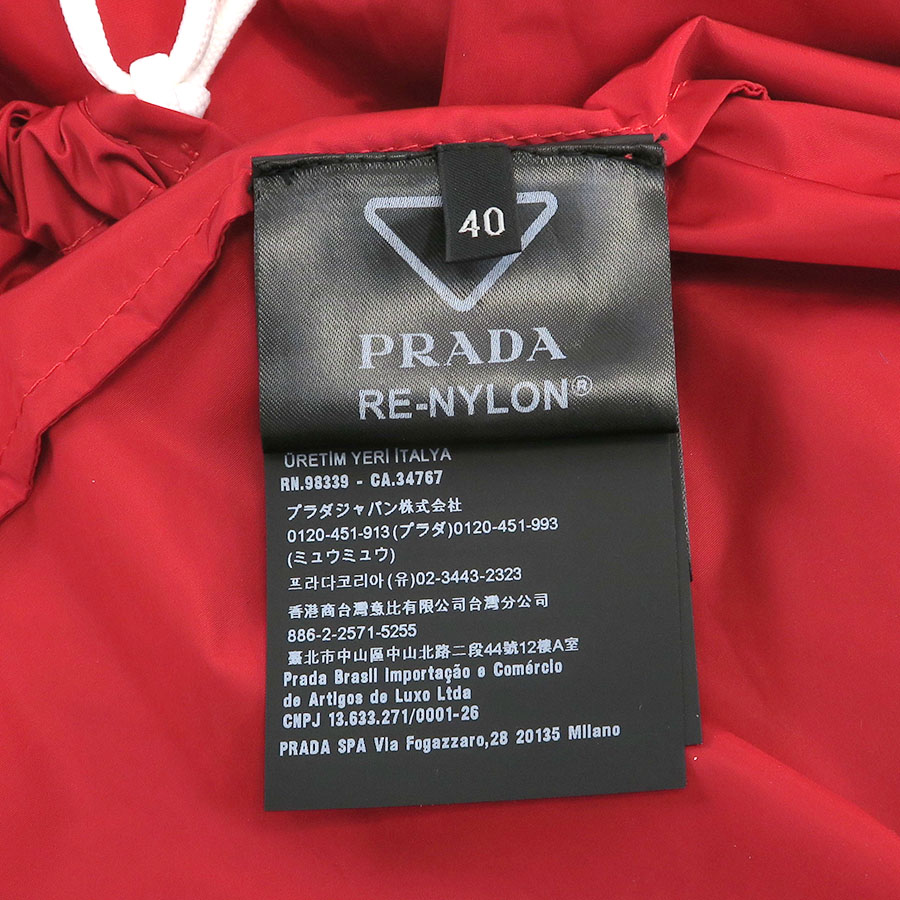 40
PRADA
RE-NYLON®
ÜRETİM YERİ İTALYA
RN.98339 - CA.34767
プラダジャパン株式会社
0120-451-913(プラダ)0120-451-993
(ミュウミュウ)
프라다코리아(유)02-3443-2323
香港商台灣意比有限公司台灣分公司
886-2-2571-5255
臺北市中山區中山北路二段44號12樓A室
Prada Brasil Importação e Comércio
de Artigos de Luxo Ltda
CNPJ 13.633.271/0001-26
PRADA SPA Via Fogazzaro,28 20135 Milano